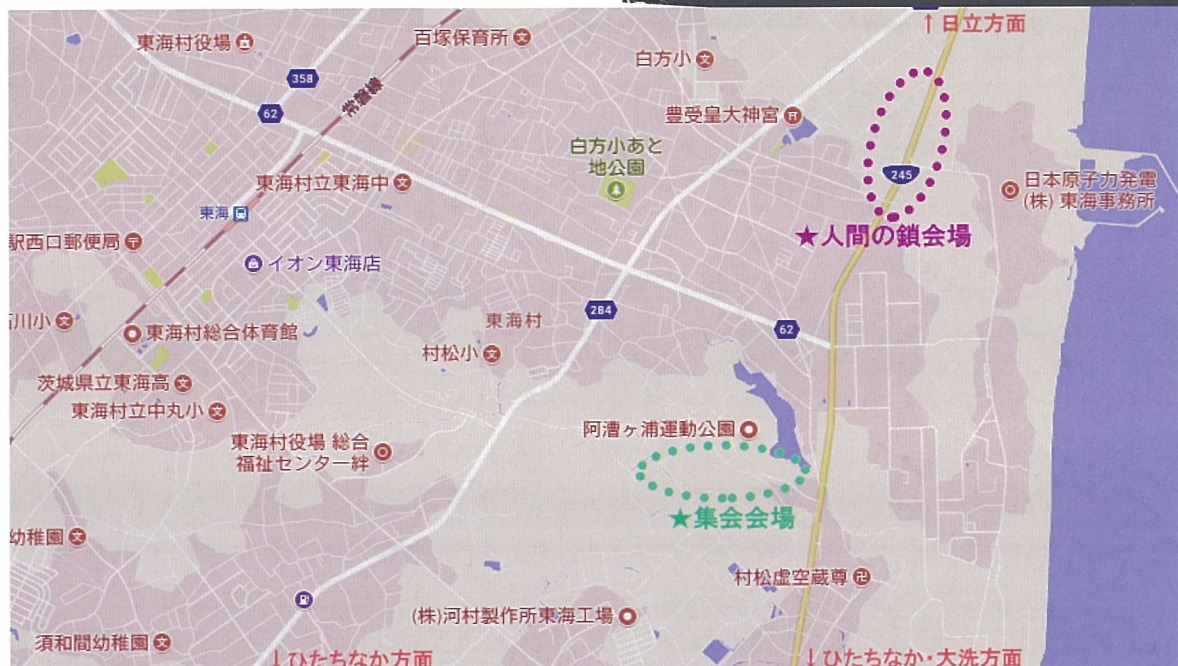 ↑日立方面
東海村役場
百塚保育所
白方小
358
常磐線
62
豊受皇大神宮
白方小あと
地公園
東海村立東海中
245
日本原子力発電
(株) 東海事務所
東海
駅西口郵便局
★人間の鎖会場
イオン東海店
284
東海村
石川小
東海村総合体育館
62
村松小
茨城県立東海高
東海村立中丸小
阿漕ヶ浦運動公園
東海村役場 総合
福祉センター絆
★集会会場
幼稚園
村松虚空蔵尊
(株)河村製作所東海工場
須和間幼稚園
↓ひたちなか方面
↓ひたちなか・大洗方面